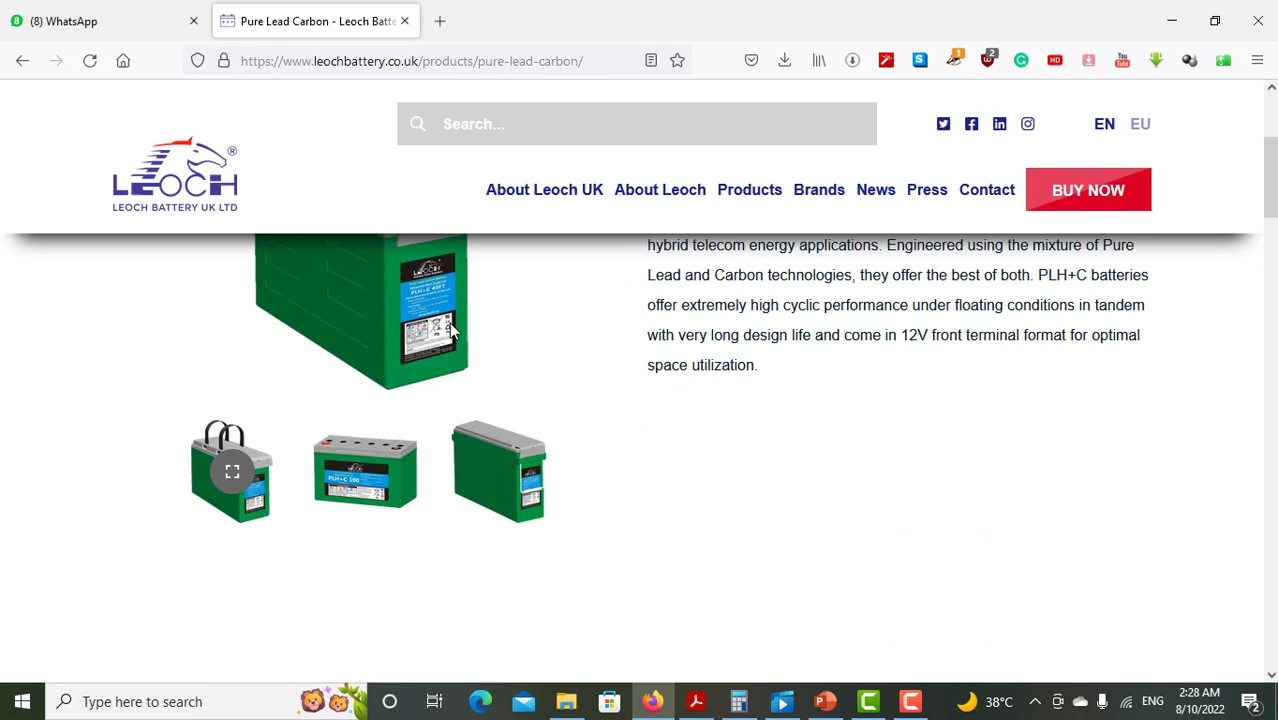 (8) WhatsApp
Pure Lead Carbon - Leoch Batte
https://www.leochbattery.co.uk/products/pure-lead-carbon/
Search...
EN EU
LEOCH
LEOCH BATTERY UK LTD
About Leoch UK About Leoch Products Brands News Press Contact BUY NOW
hybrid telecom energy applications. Engineered using the mixture of Pure
Lead and Carbon technologies, they offer the best of both. PLH+C batteries
offer extremely high cyclic performance under floating conditions in tandem
with very long design life and come in 12V front terminal format for optimal
space utilization.
PLH+C 40FT
PLH+C 100
Type here to search
38°C
ENG
2:28 AM
8/10/2022